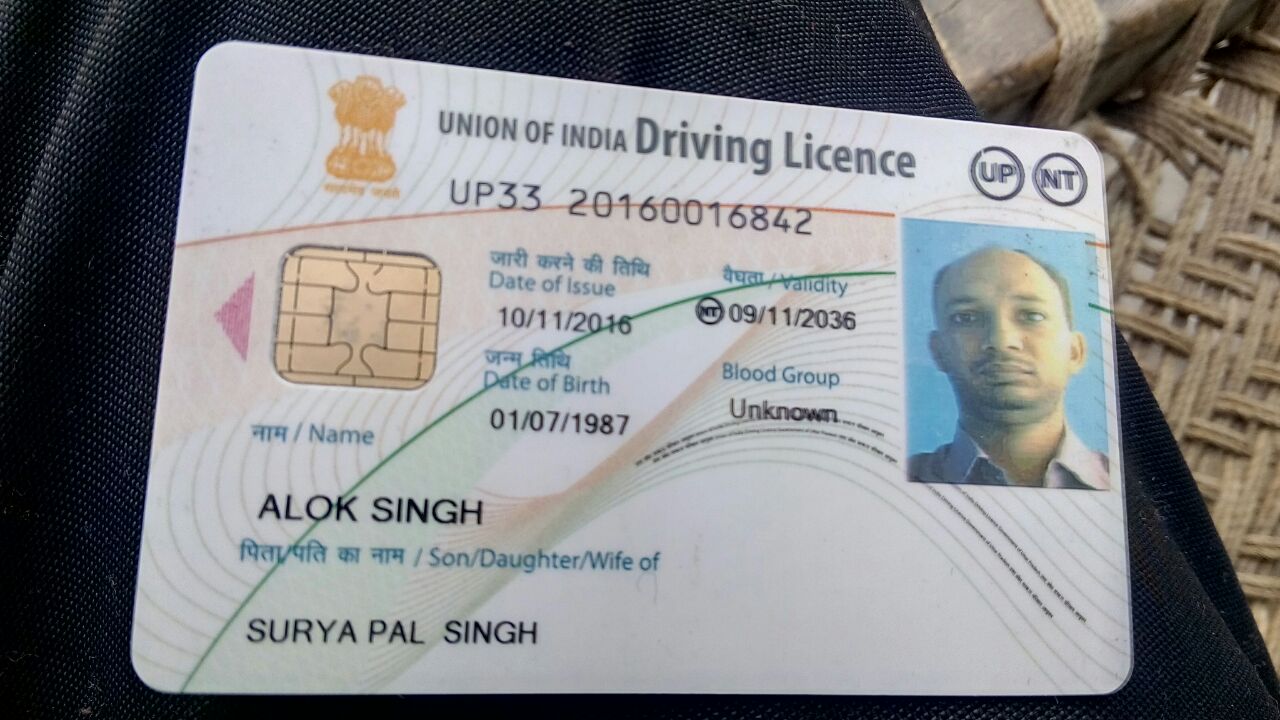 UNION OF INDIA Driving Licence
UP NT
UP33 20160016842
सत्यमेव जयते
जारी करने की तिथि
Date of Issue
10/11/2016
वैधता / Validity
NT 09/11/2036
जन्म तिथि
Date of Birth
01/07/1987
Blood Group
Unknown
नाम / Name
ALOK SINGH
पिता/पति का नाम / Son/Daughter/Wife of
SURYA PAL SINGH